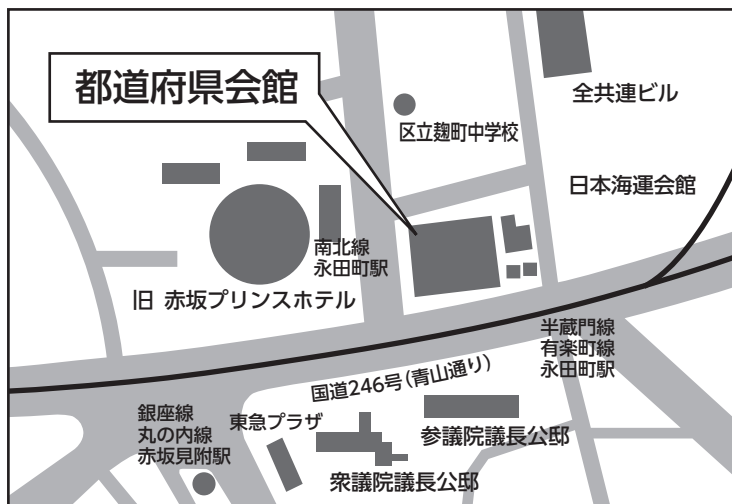 都道府県会館
全共連ビル
区立麹町中学校
日本海運会館
南北線
永田町駅
旧 赤坂プリンスホテル
半蔵門線
有楽町線
永田町駅
国道246号(青山通り)
銀座線
丸の内線
赤坂見附駅
東急プラザ
参議院議長公邸
衆議院議長公邸